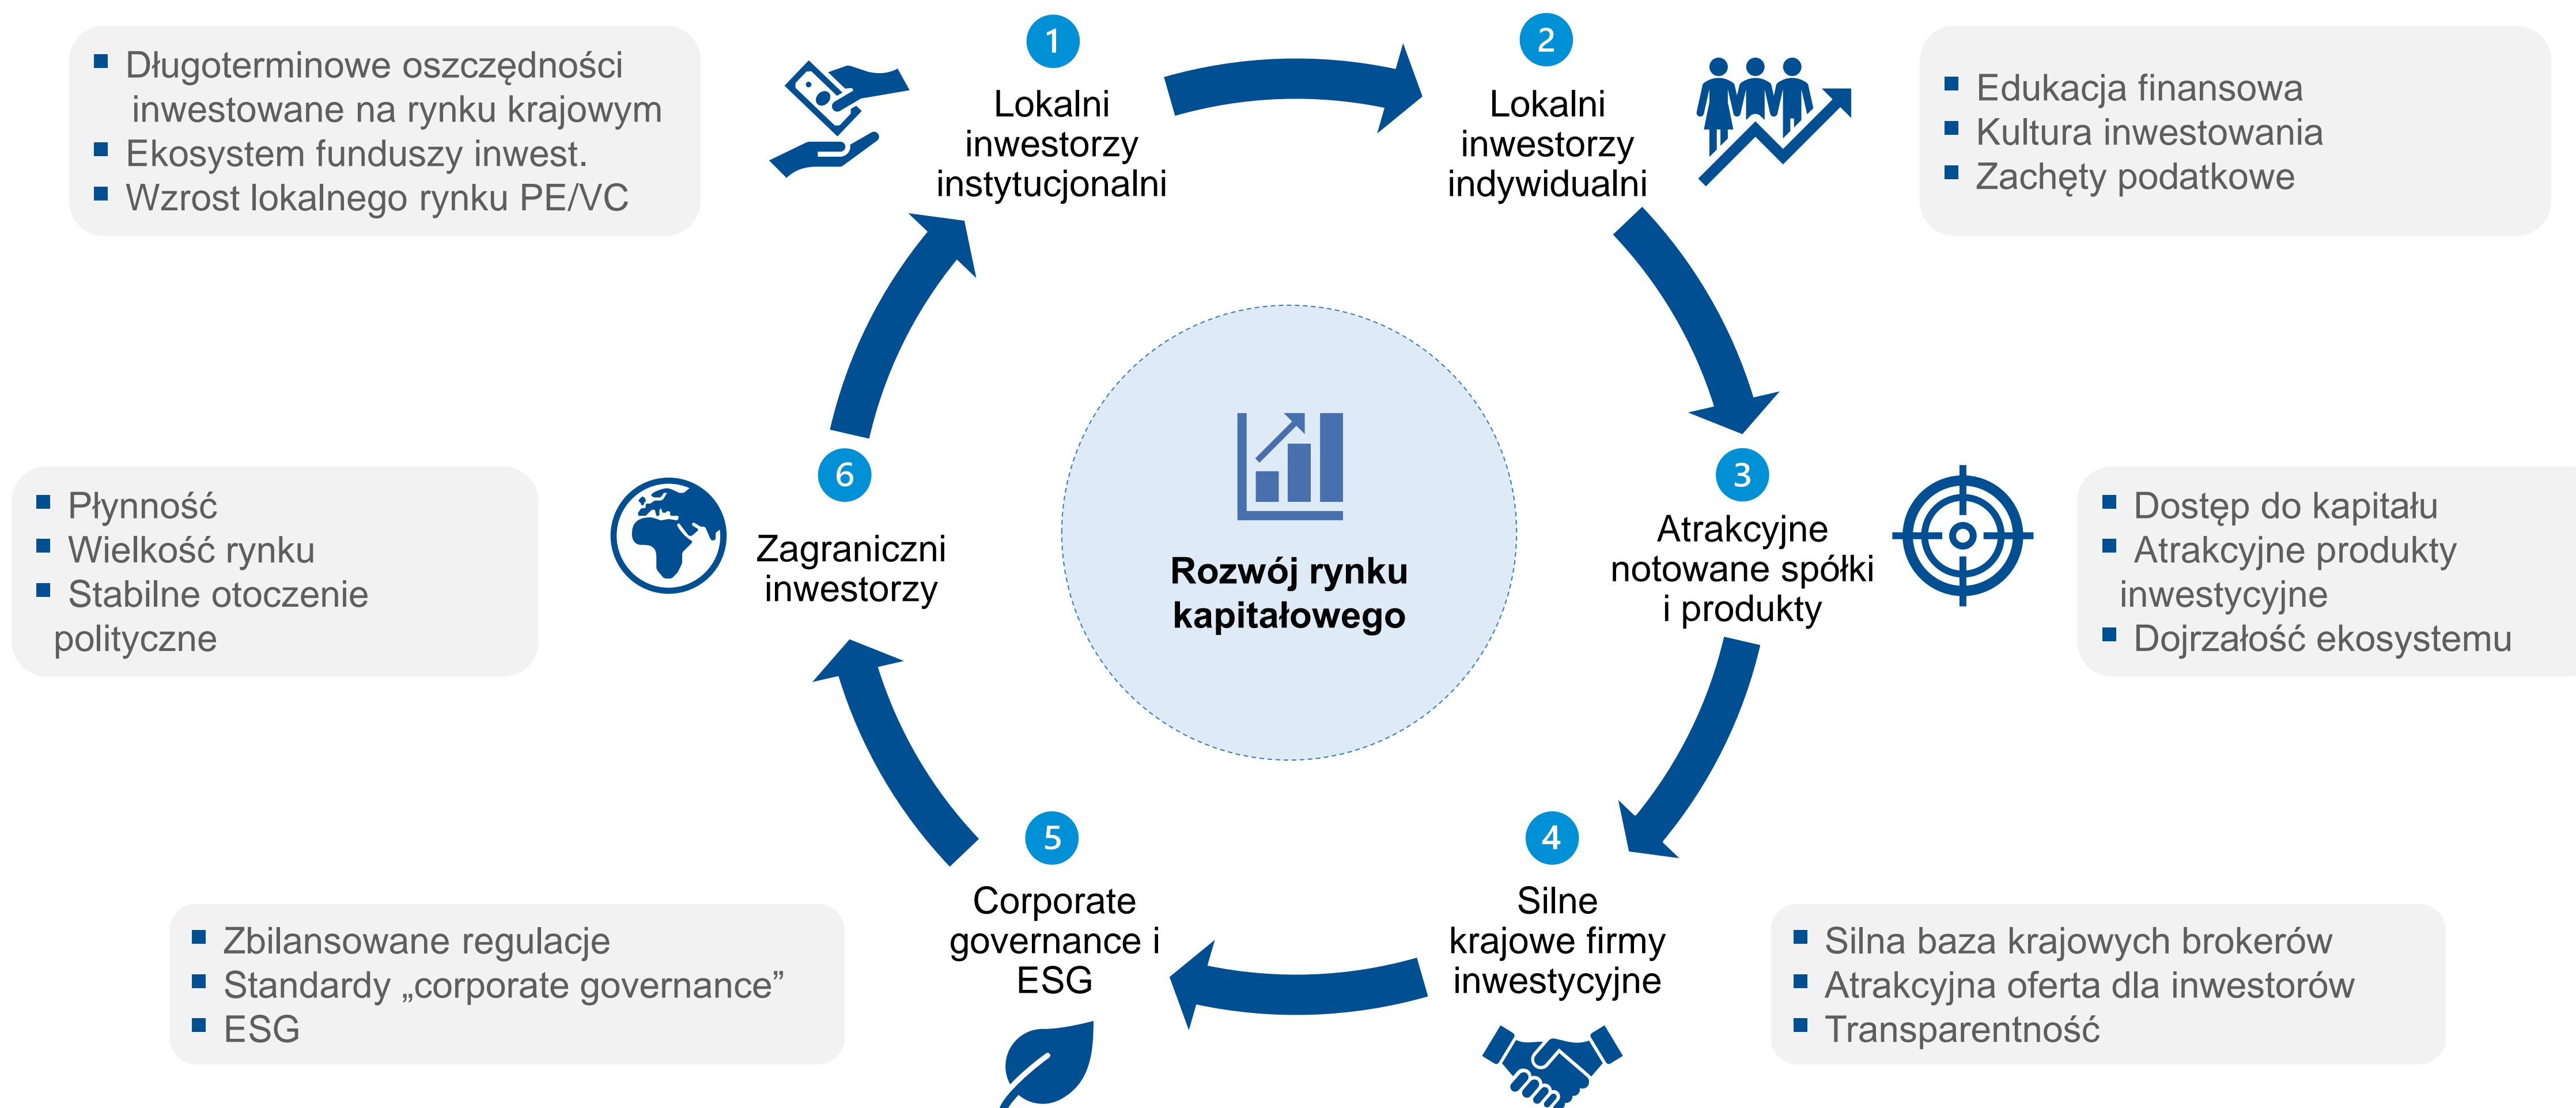 Długoterminowe oszczędności
inwestowane na rynku krajowym
Ekosystem funduszy inwest.
Wzrost lokalnego rynku PE/VC
1
Lokalni
inwestorzy
instytucjonalni
2
Lokalni
inwestorzy
indywidualni
Edukacja finansowa
Kultura inwestowania
Zachęty podatkowe
3
Atrakcyjne
notowane spółki
i produkty
Dostęp do kapitału
Atrakcyjne produkty
inwestycyjne
Dojrzałość ekosystemu
4
Silne
krajowe firmy
inwestycyjne
Silna baza krajowych brokerów
Atrakcyjna oferta dla inwestorów
Transparentność
5
Corporate
governance i
ESG
Zbilansowane regulacje
Standardy „corporate governance”
ESG
6
Zagraniczni
inwestorzy
Płynność
Wielkość rynku
Stabilne otoczenie
polityczne
Rozwój rynku
kapitałowego